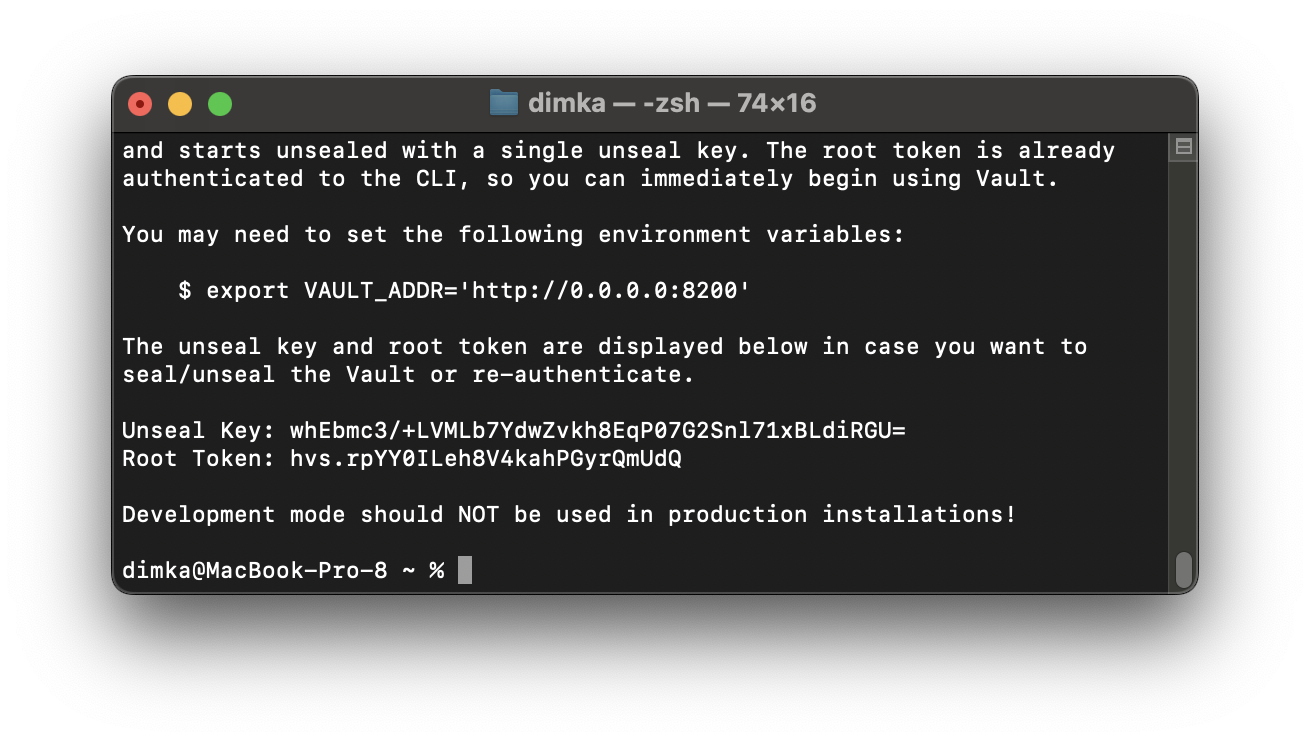 dimka — -zsh — 74×16
and starts unsealed with a single unseal key. The root token is already
authenticated to the CLI, so you can immediately begin using Vault.
You may need to set the following environment variables:
$ export VAULT_ADDR='http://0.0.0.0:8200'
The unseal key and root token are displayed below in case you want to
seal/unseal the Vault or re-authenticate.
Unseal Key: whEbmc3/+LVMLb7YdwZvkh8EqP07G2Snl71xBLdiRGU=
Root Token: hvs.rpYY0ILeh8V4kahPGyrQmUdQ
Development mode should NOT be used in production installations!
dimka@MacBook-Pro-8 ~ %